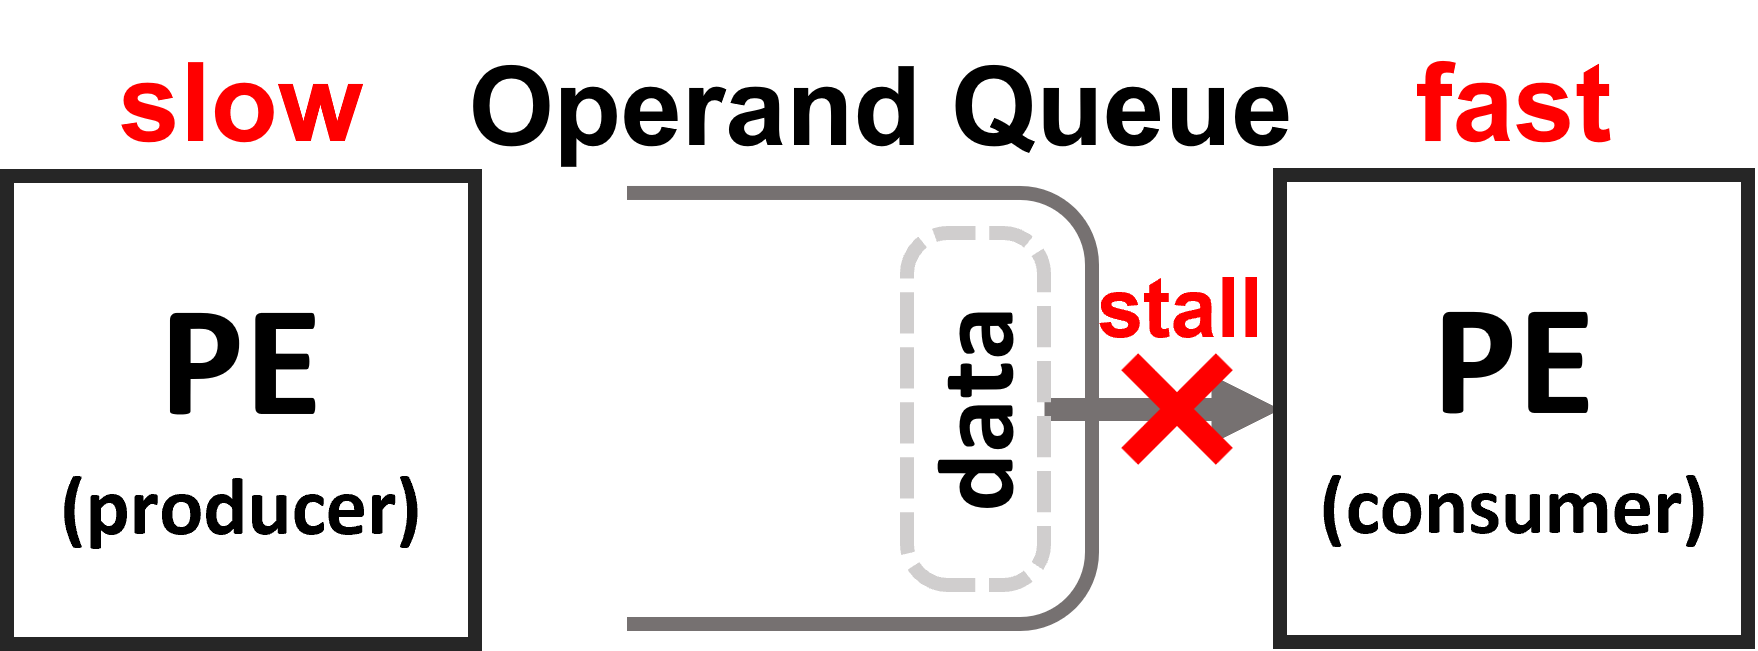 slow Operand Queue fast
PE
(producer)
data
stall
PE
(consumer)